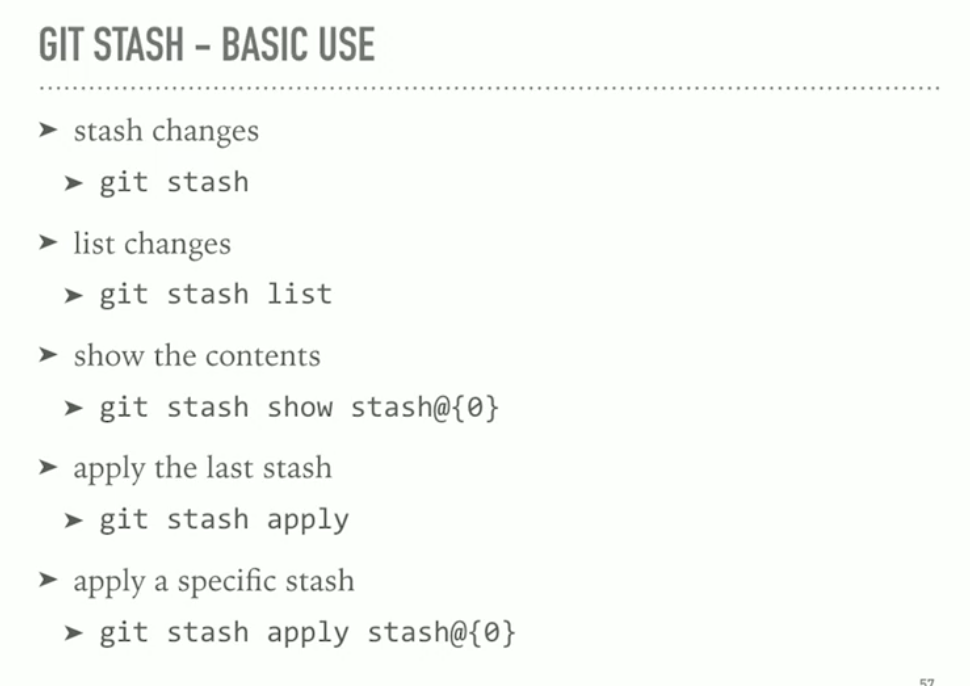 GIT STASH – BASIC USE
➤ stash changes
➤ git stash
➤ list changes
➤ git stash list
➤ show the contents
➤ git stash show stash@{0}
➤ apply the last stash
➤ git stash apply
➤ apply a specific stash
➤ git stash apply stash@{0}
57